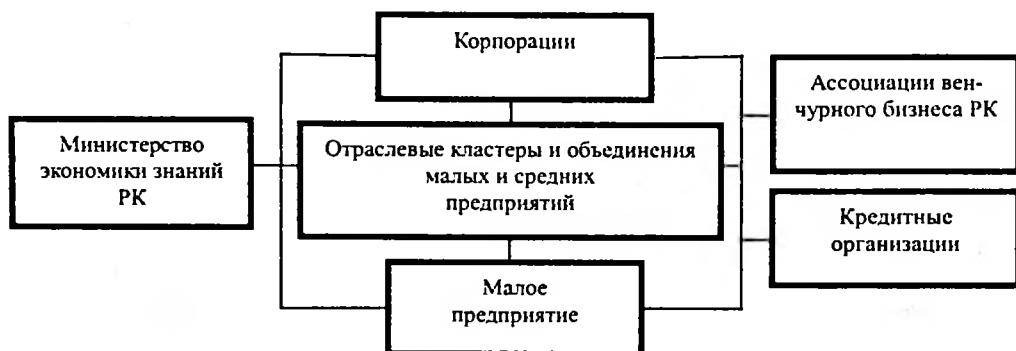 Корпорации
Ассоциации вен-
чурного бизнеса РК
Министерство
экономики знаний
РК
Отраслевые кластеры и объединения
малых и средних
предприятий
Кредитные
организации
Малое
предприятие